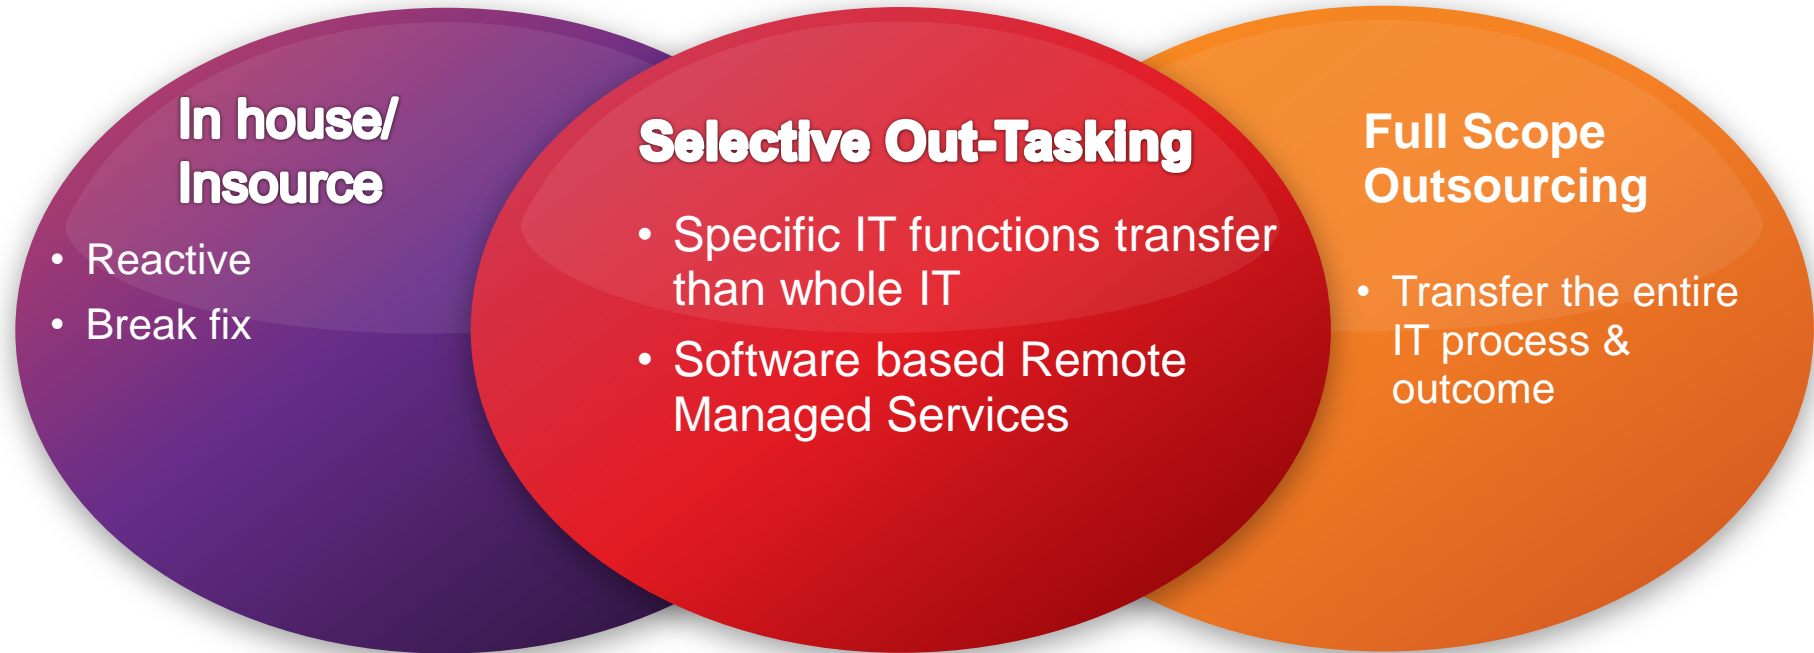 In house/
Insource
• Reactive
• Break fix
Selective Out-Tasking
• Specific IT functions transfer
than whole IT
• Software based Remote
Managed Services
Full Scope
Outsourcing
• Transfer the entire
IT process &
outcome